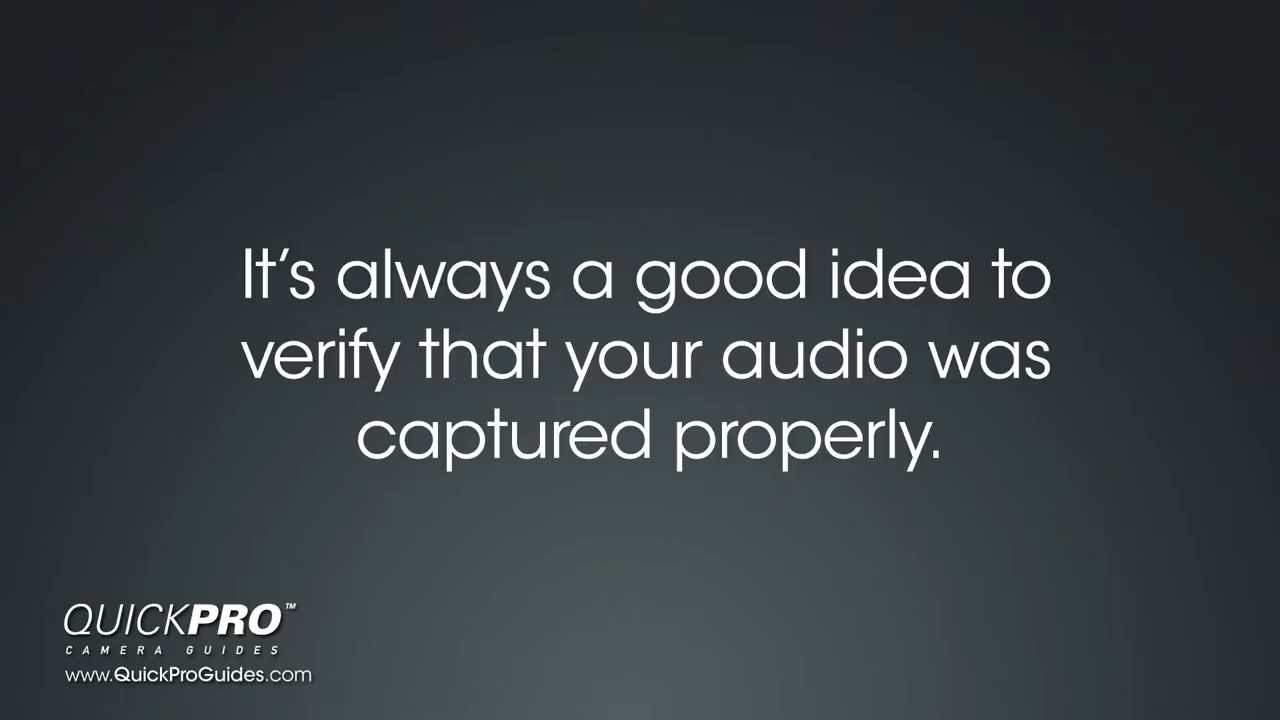 It's always a good idea to
verify that your audio was
captured properly.
QUICKPRO™
CAMERA GUIDES
www.QuickProGuides.com